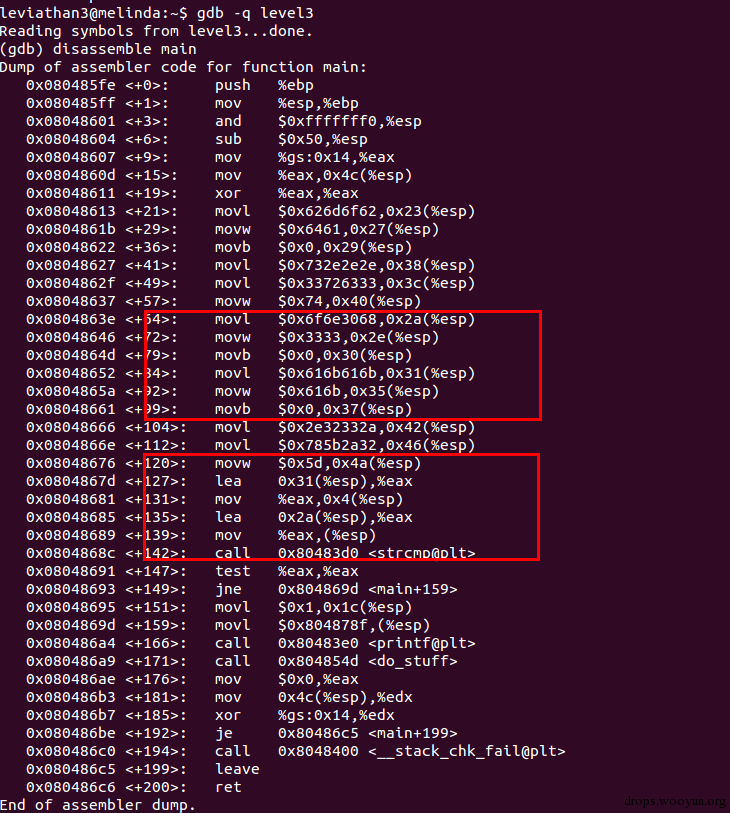 leviathan3@melinda:~$ gdb -q level3
Reading symbols from level3...done.
(gdb) disassemble main
Dump of assembler code for function main:
   0x080485fe <+0>:     push   %ebp
   0x080485ff <+1>:     mov    %esp,%ebp
   0x08048601 <+3>:     and    $0xfffffff0,%esp
   0x08048604 <+6>:     sub    $0x50,%esp
   0x08048607 <+9>:     mov    %gs:0x14,%eax
   0x0804860d <+15>:    mov    %eax,0x4c(%esp)
   0x08048611 <+19>:    xor    %eax,%eax
   0x08048613 <+21>:    movl   $0x626d6f62,0x23(%esp)
   0x0804861b <+29>:    movw   $0x6461,0x27(%esp)
   0x08048622 <+36>:    movb   $0x0,0x29(%esp)
   0x08048627 <+41>:    movl   $0x732e2e2e,0x38(%esp)
   0x0804862f <+49>:    movl   $0x33726333,0x3c(%esp)
   0x08048637 <+57>:    movw   $0x74,0x40(%esp)
   0x0804863e <+64>:    movl   $0x6f6e3068,0x2a(%esp)
   0x08048646 <+72>:    movw   $0x3333,0x2e(%esp)
   0x0804864d <+79>:    movb   $0x0,0x30(%esp)
   0x08048652 <+84>:    movl   $0x616b616b,0x31(%esp)
   0x0804865a <+92>:    movw   $0x616b,0x35(%esp)
   0x08048661 <+99>:    movb   $0x0,0x37(%esp)
   0x08048666 <+104>:   movl   $0x2e32332a,0x42(%esp)
   0x0804866e <+112>:   movl   $0x785b2a32,0x46(%esp)
   0x08048676 <+120>:   movw   $0x5d,0x4a(%esp)
   0x0804867d <+127>:   lea    0x31(%esp),%eax
   0x08048681 <+131>:   mov    %eax,0x4(%esp)
   0x08048685 <+135>:   lea    0x2a(%esp),%eax
   0x08048689 <+139>:   mov    %eax,(%esp)
   0x0804868c <+142>:   call   0x80483d0 <strcmp@plt>
   0x08048691 <+147>:   test   %eax,%eax
   0x08048693 <+149>:   jne    0x804869d <main+159>
   0x08048695 <+151>:   movl   $0x1,0x1c(%esp)
   0x0804869d <+159>:   movl   $0x804878f,(%esp)
   0x080486a4 <+166>:   call   0x80483e0 <printf@plt>
   0x080486a9 <+171>:   call   0x804854d <do_stuff>
   0x080486ae <+176>:   mov    $0x0,%eax
   0x080486b3 <+181>:   mov    0x4c(%esp),%edx
   0x080486b7 <+185>:   xor    %gs:0x14,%edx
   0x080486be <+192>:   je     0x80486c5 <main+199>
   0x080486c0 <+194>:   call   0x8048400 <__stack_chk_fail@plt>
   0x080486c5 <+199>:   leave
   0x080486c6 <+200>:   ret
End of assembler dump.
drops.wooyun.org